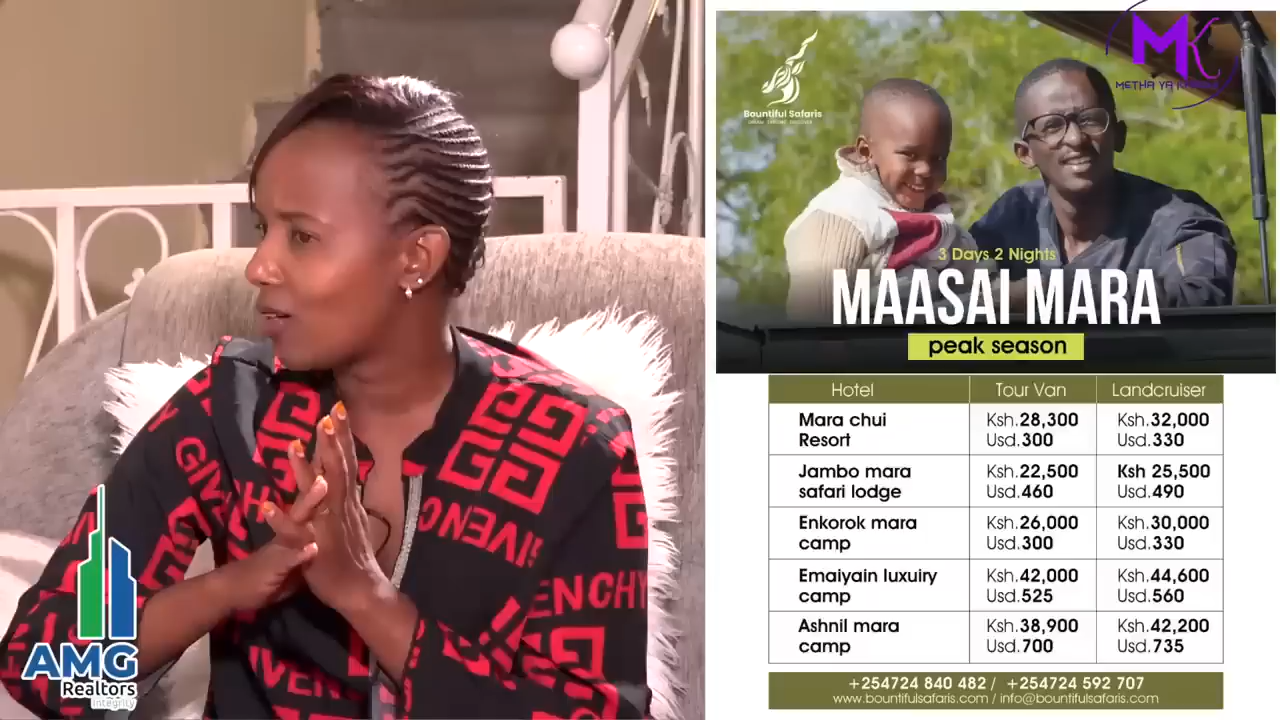 GIVENCHY
GIVENCHY
AMG
Realtors
Integrity
MK
Bountiful Safaris
3 Days 2 Nights
MAASAI MARA
peak season
Hotel Tour Van Landcruiser
Mara chui Resort Ksh.28,300 Usd.300 Ksh.32,000 Usd.330
Jambo mara safari lodge Ksh.22,500 Usd.460 Ksh 25,500 Usd.490
Enkorok mara camp Ksh.26,000 Usd.300 Ksh.30,000 Usd.330
Emaiyain luxuiry camp Ksh.42,000 Usd.525 Ksh.44,600 Usd.560
Ashnil mara camp Ksh.38,900 Usd.700 Ksh.42,200 Usd.735
+254724 840 482 / +254724 592 707
www.bountifulsafaris.com / info@bountifulsafaris.com